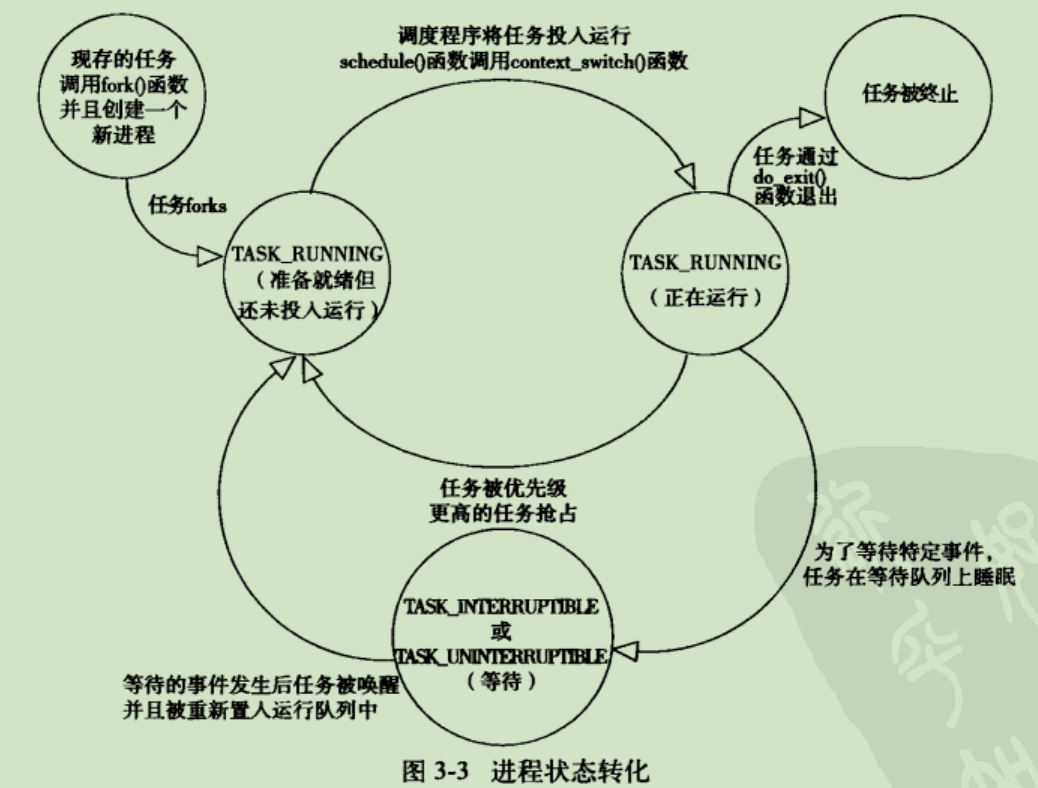 现存的任务
调用fork()函数
并且创建一个
新进程
调度程序将任务投入运行
schedule()函数调用context_switch()函数
任务被终止
任务通过
do_exit()
函数退出
任务forks
TASK_RUNNING
(准备就绪但
还未投入运行)
TASK_RUNNING
(正在运行)
任务被优先级
更高的任务抢占
为了等待特定事件,
任务在等待队列上睡眠
TASK_INTERRUPTIBLE
或
TASK_UNINTERRUPTIBLE
(等待)
等待的事件发生后任务被唤醒
并且被重新置入运行队列中
图 3-3 进程状态转化